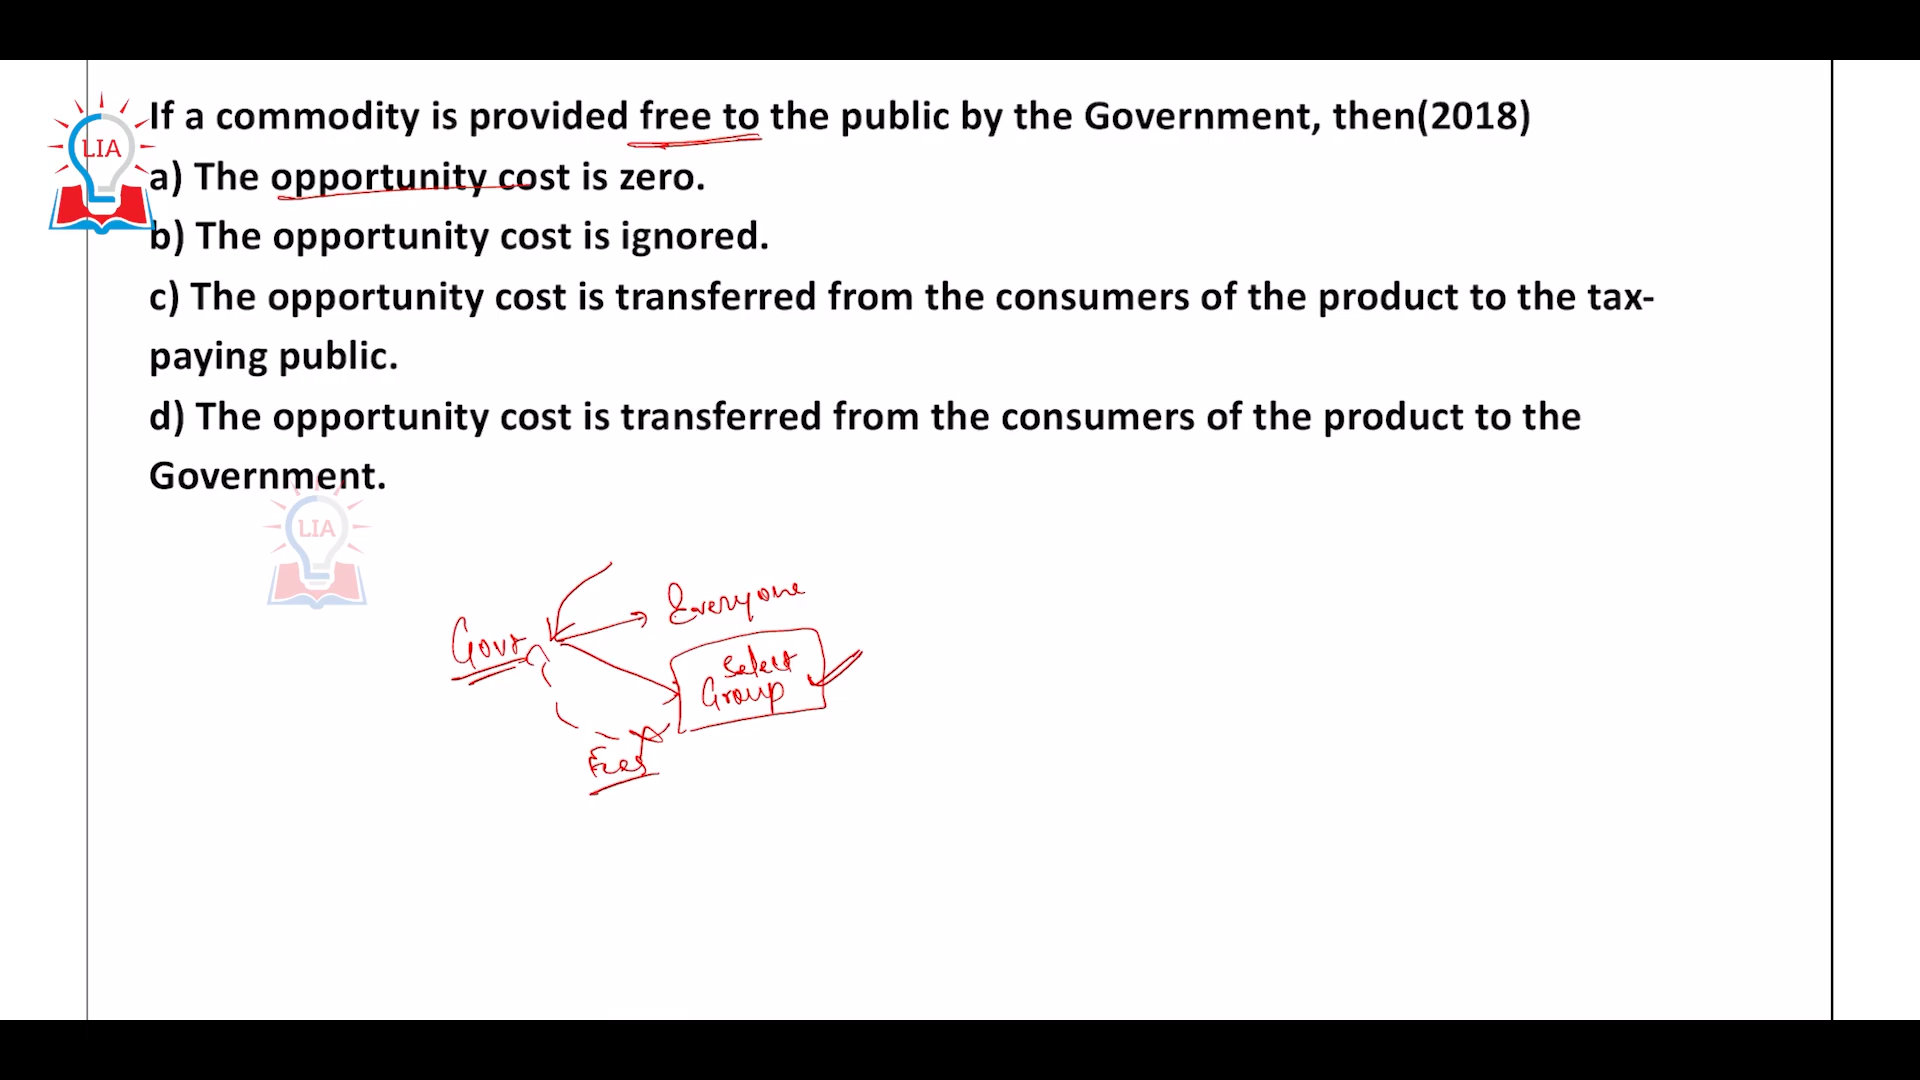 If a commodity is provided free to the public by the Government, then(2018)
LIA
a) The opportunity cost is zero.
b) The opportunity cost is ignored.
c) The opportunity cost is transferred from the consumers of the product to the tax-
paying public.
d) The opportunity cost is transferred from the consumers of the product to the
Government.
LIA
Everyone
Govt
Select
Group